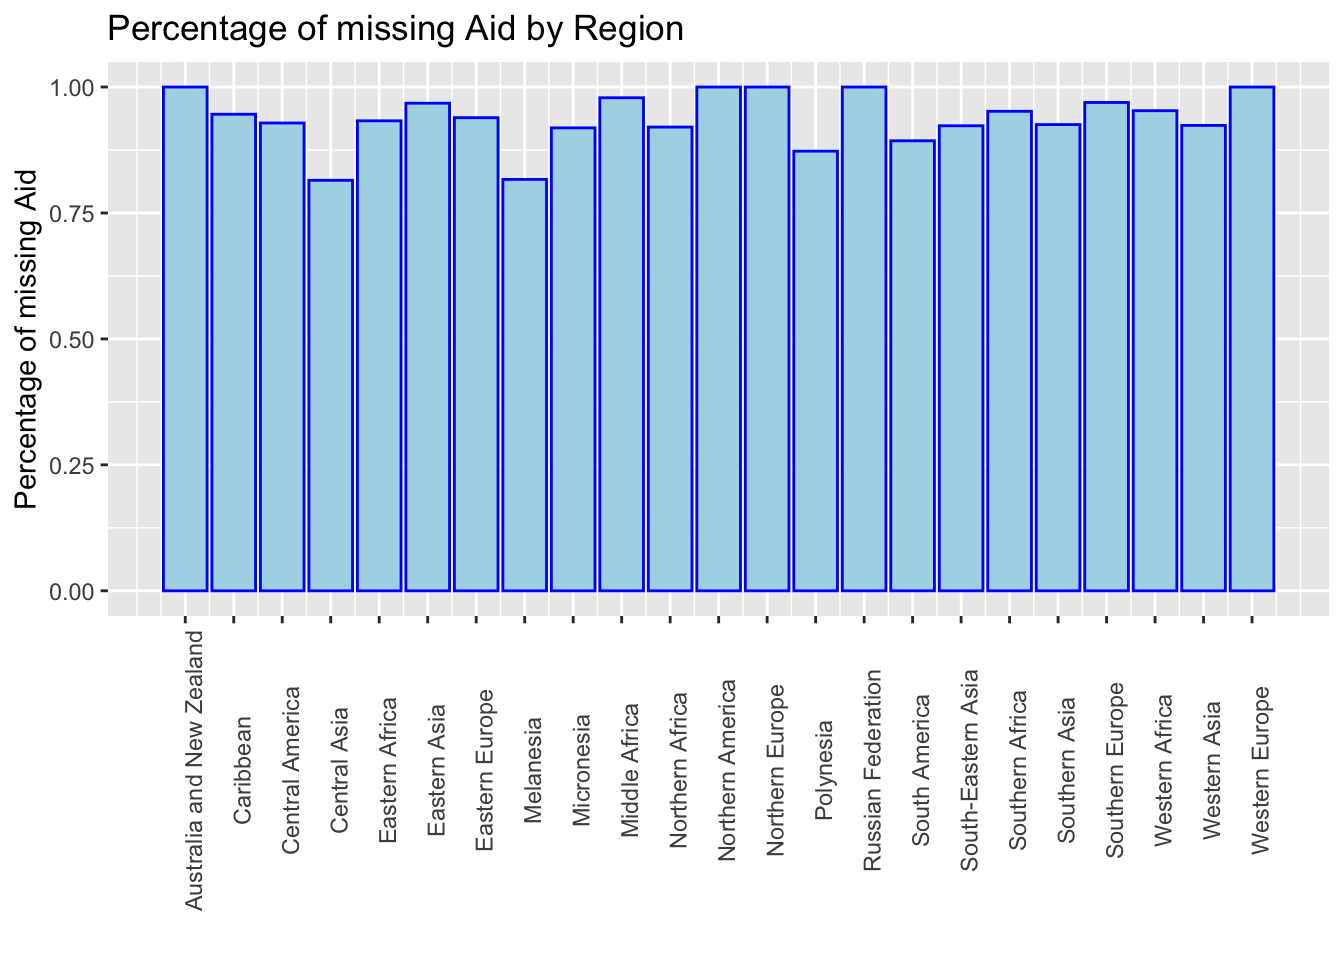 Percentage of missing Aid by Region
Percentage of missing Aid
1.00
0.75
0.50
0.25
0.00
Australia and New Zealand
Caribbean
Central America
Central Asia
Eastern Africa
Eastern Asia
Eastern Europe
Melanesia
Micronesia
Middle Africa
Northern Africa
Northern America
Northern Europe
Polynesia
Russian Federation
South America
South-Eastern Asia
Southern Africa
Southern Asia
Southern Europe
Western Africa
Western Asia
Western Europe